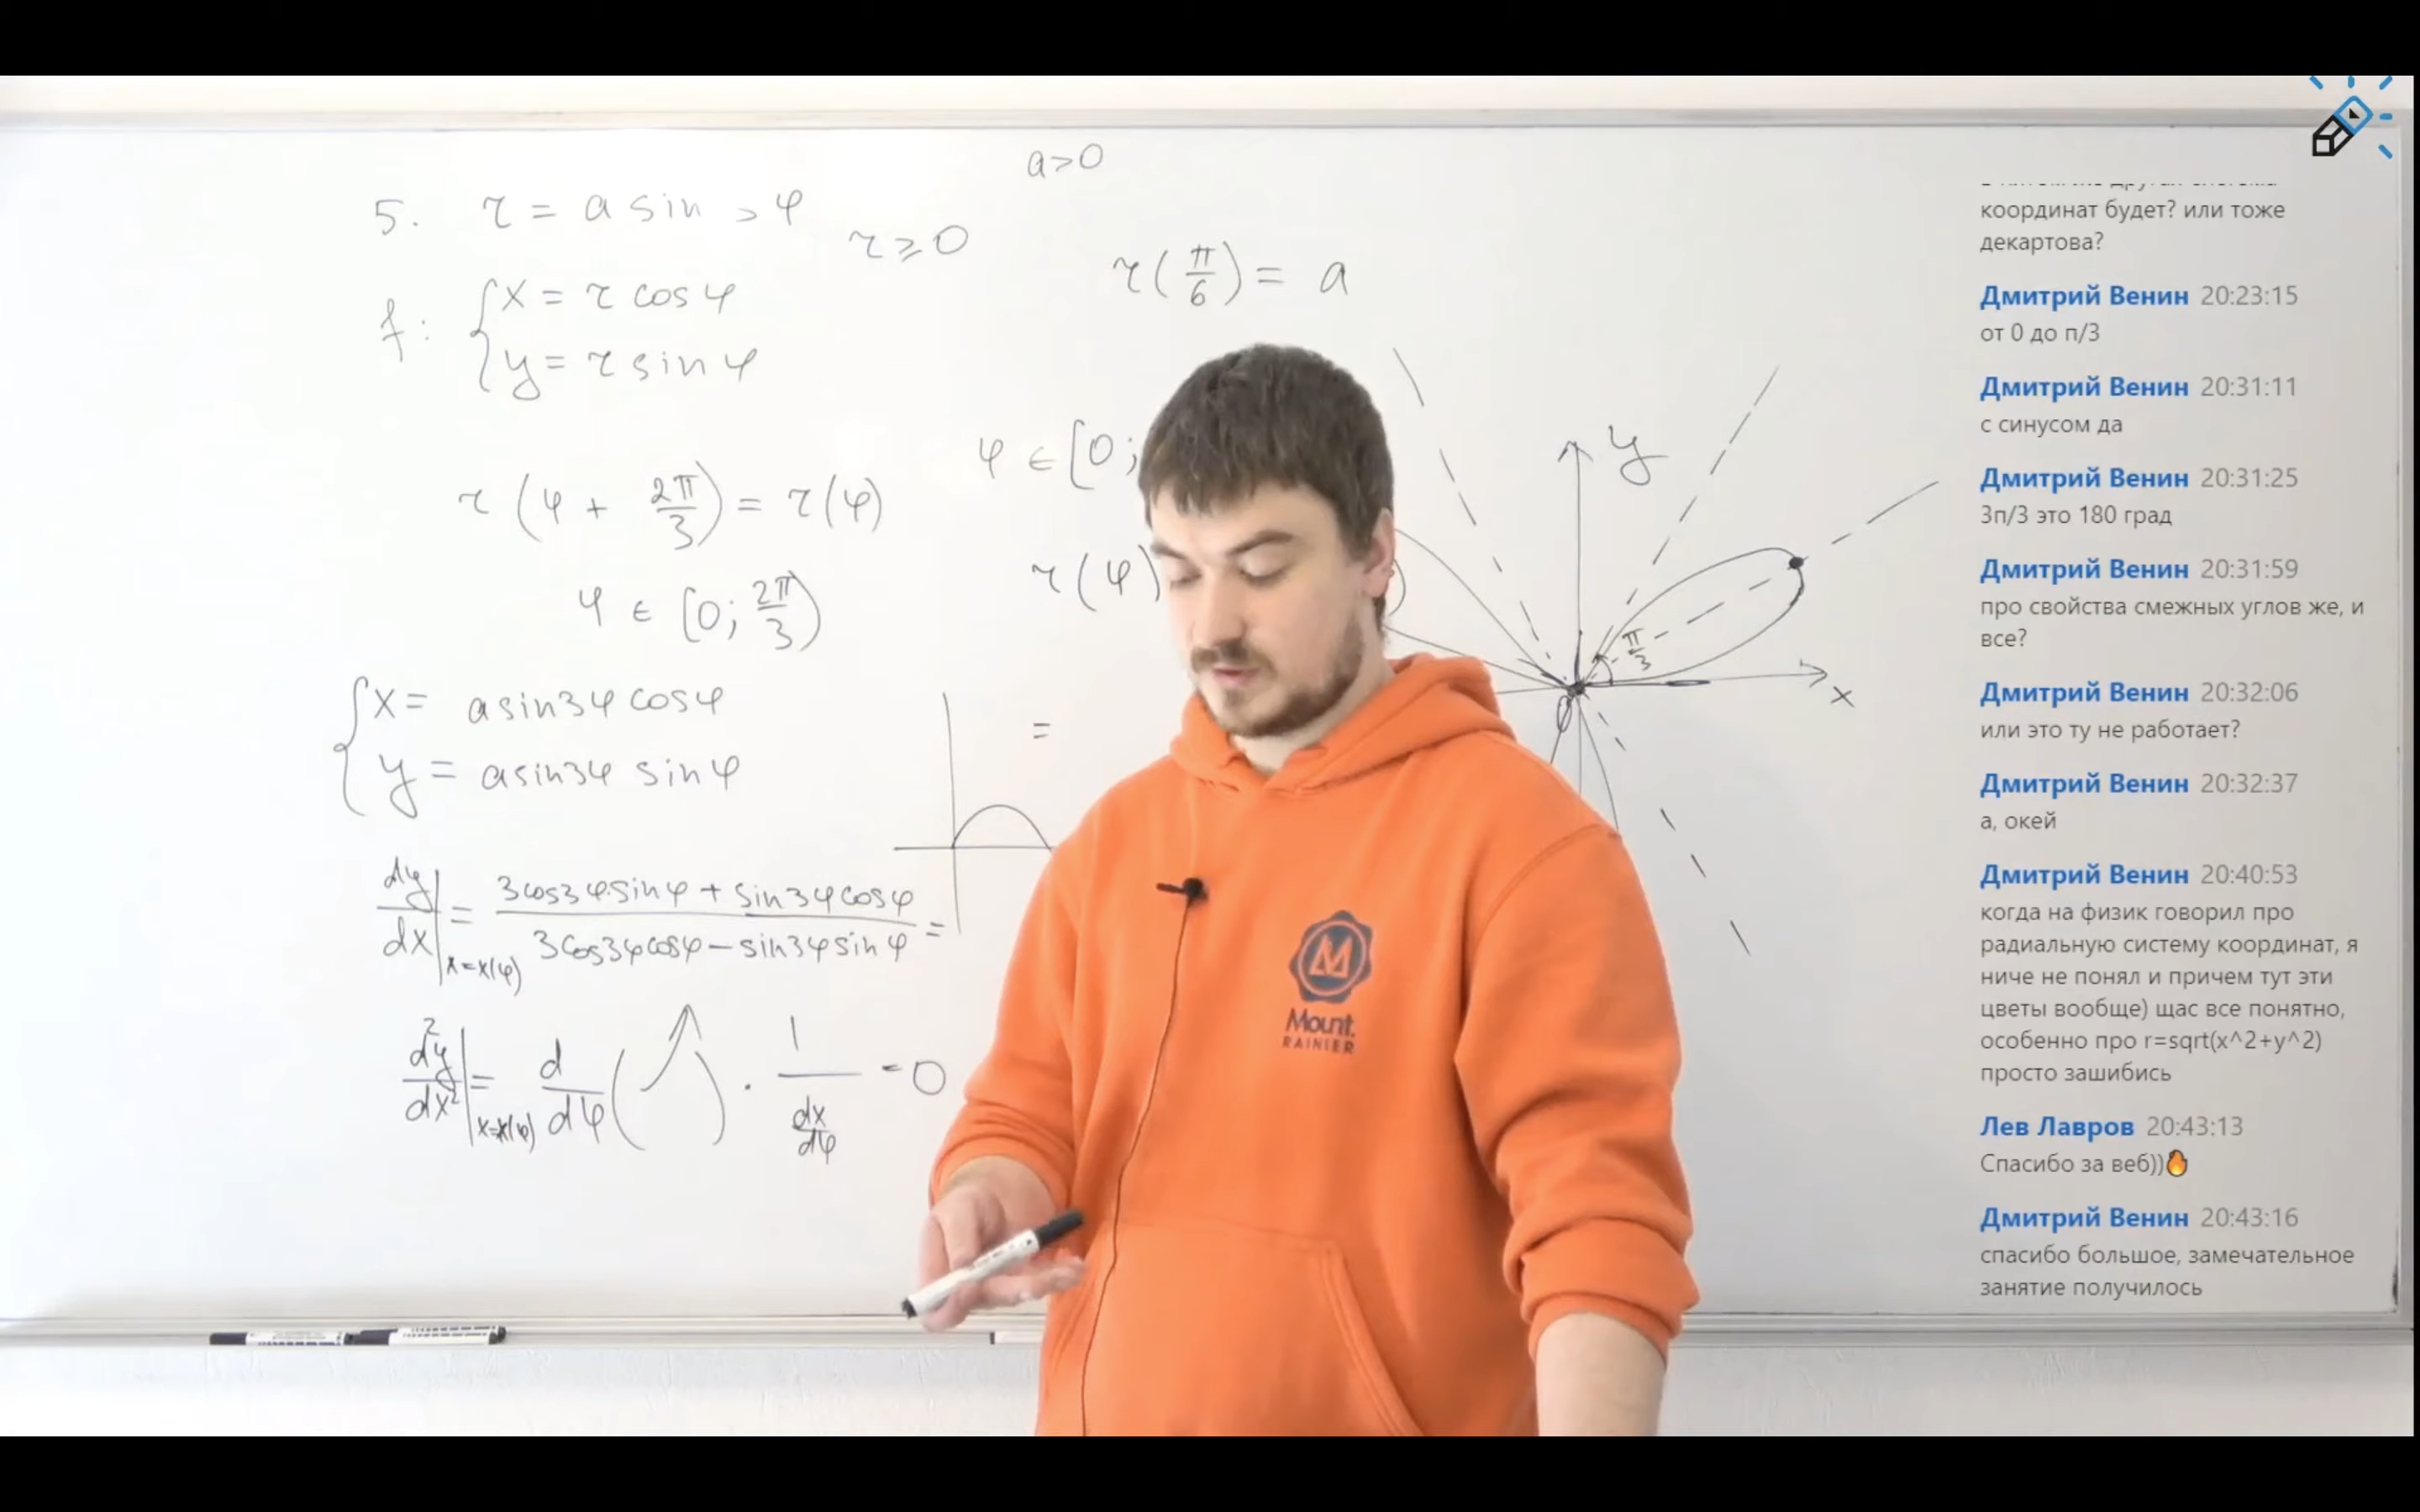 a>0
5. r = a sin 3φ
r ≥ 0
f: { x = r cos φ
y = r sin φ
r(π/6) = a
r(φ + 2π/3) = r(φ)
φ ∈ [0; 2π/3)
φ ∈ [0;
r(φ)
{ x = a sin3φ cosφ
y = a sin3φ sinφ
=
dy/dx |x=x(φ) = (3cos3φ·sinφ + sin3φcosφ)/(3cos3φcosφ − sin3φsinφ) =
d²y/dx² |x=x(φ) = d/dφ ( ) · 1/(dx/dφ) = 0
y
π/3
0
x
Mount.
RAINIER
координат будет? или тоже
декартова?
Дмитрий Венин 20:23:15
от 0 до п/3
Дмитрий Венин 20:31:11
с синусом да
Дмитрий Венин 20:31:25
3п/3 это 180 град
Дмитрий Венин 20:31:59
про свойства смежных углов же, и
все?
Дмитрий Венин 20:32:06
или это ту не работает?
Дмитрий Венин 20:32:37
а, окей
Дмитрий Венин 20:40:53
когда на физик говорил про
радиальную систему координат, я
ниче не понял и причем тут эти
цветы вообще) щас все понятно,
особенно про r=sqrt(x^2+y^2)
просто зашибись
Лев Лавров 20:43:13
Спасибо за веб))🔥
Дмитрий Венин 20:43:16
спасибо большое, замечательное
занятие получилось